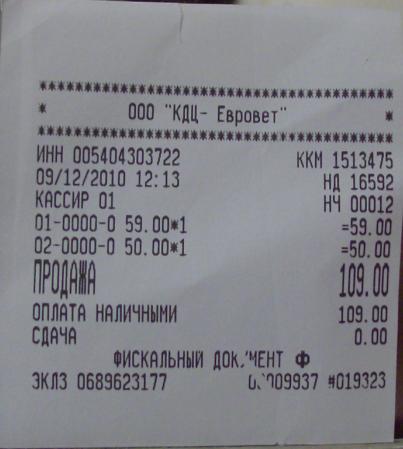 ************************************
* ООО "КДЦ- Евровет" *
************************************
ИНН 005404303722 ККМ 1513475
09/12/2010 12:13 НД 16592
КАССИР 01 НЧ 00012
01-0000-0 59.00*1 =59.00
02-0000-0 50.00*1 =50.00
ПРОДАЖА 109.00
ОПЛАТА НАЛИЧНЫМИ 109.00
СДАЧА 0.00
ФИСКАЛЬНЫЙ ДОКУМЕНТ Ф
ЭКЛЗ 0689623177 #019323